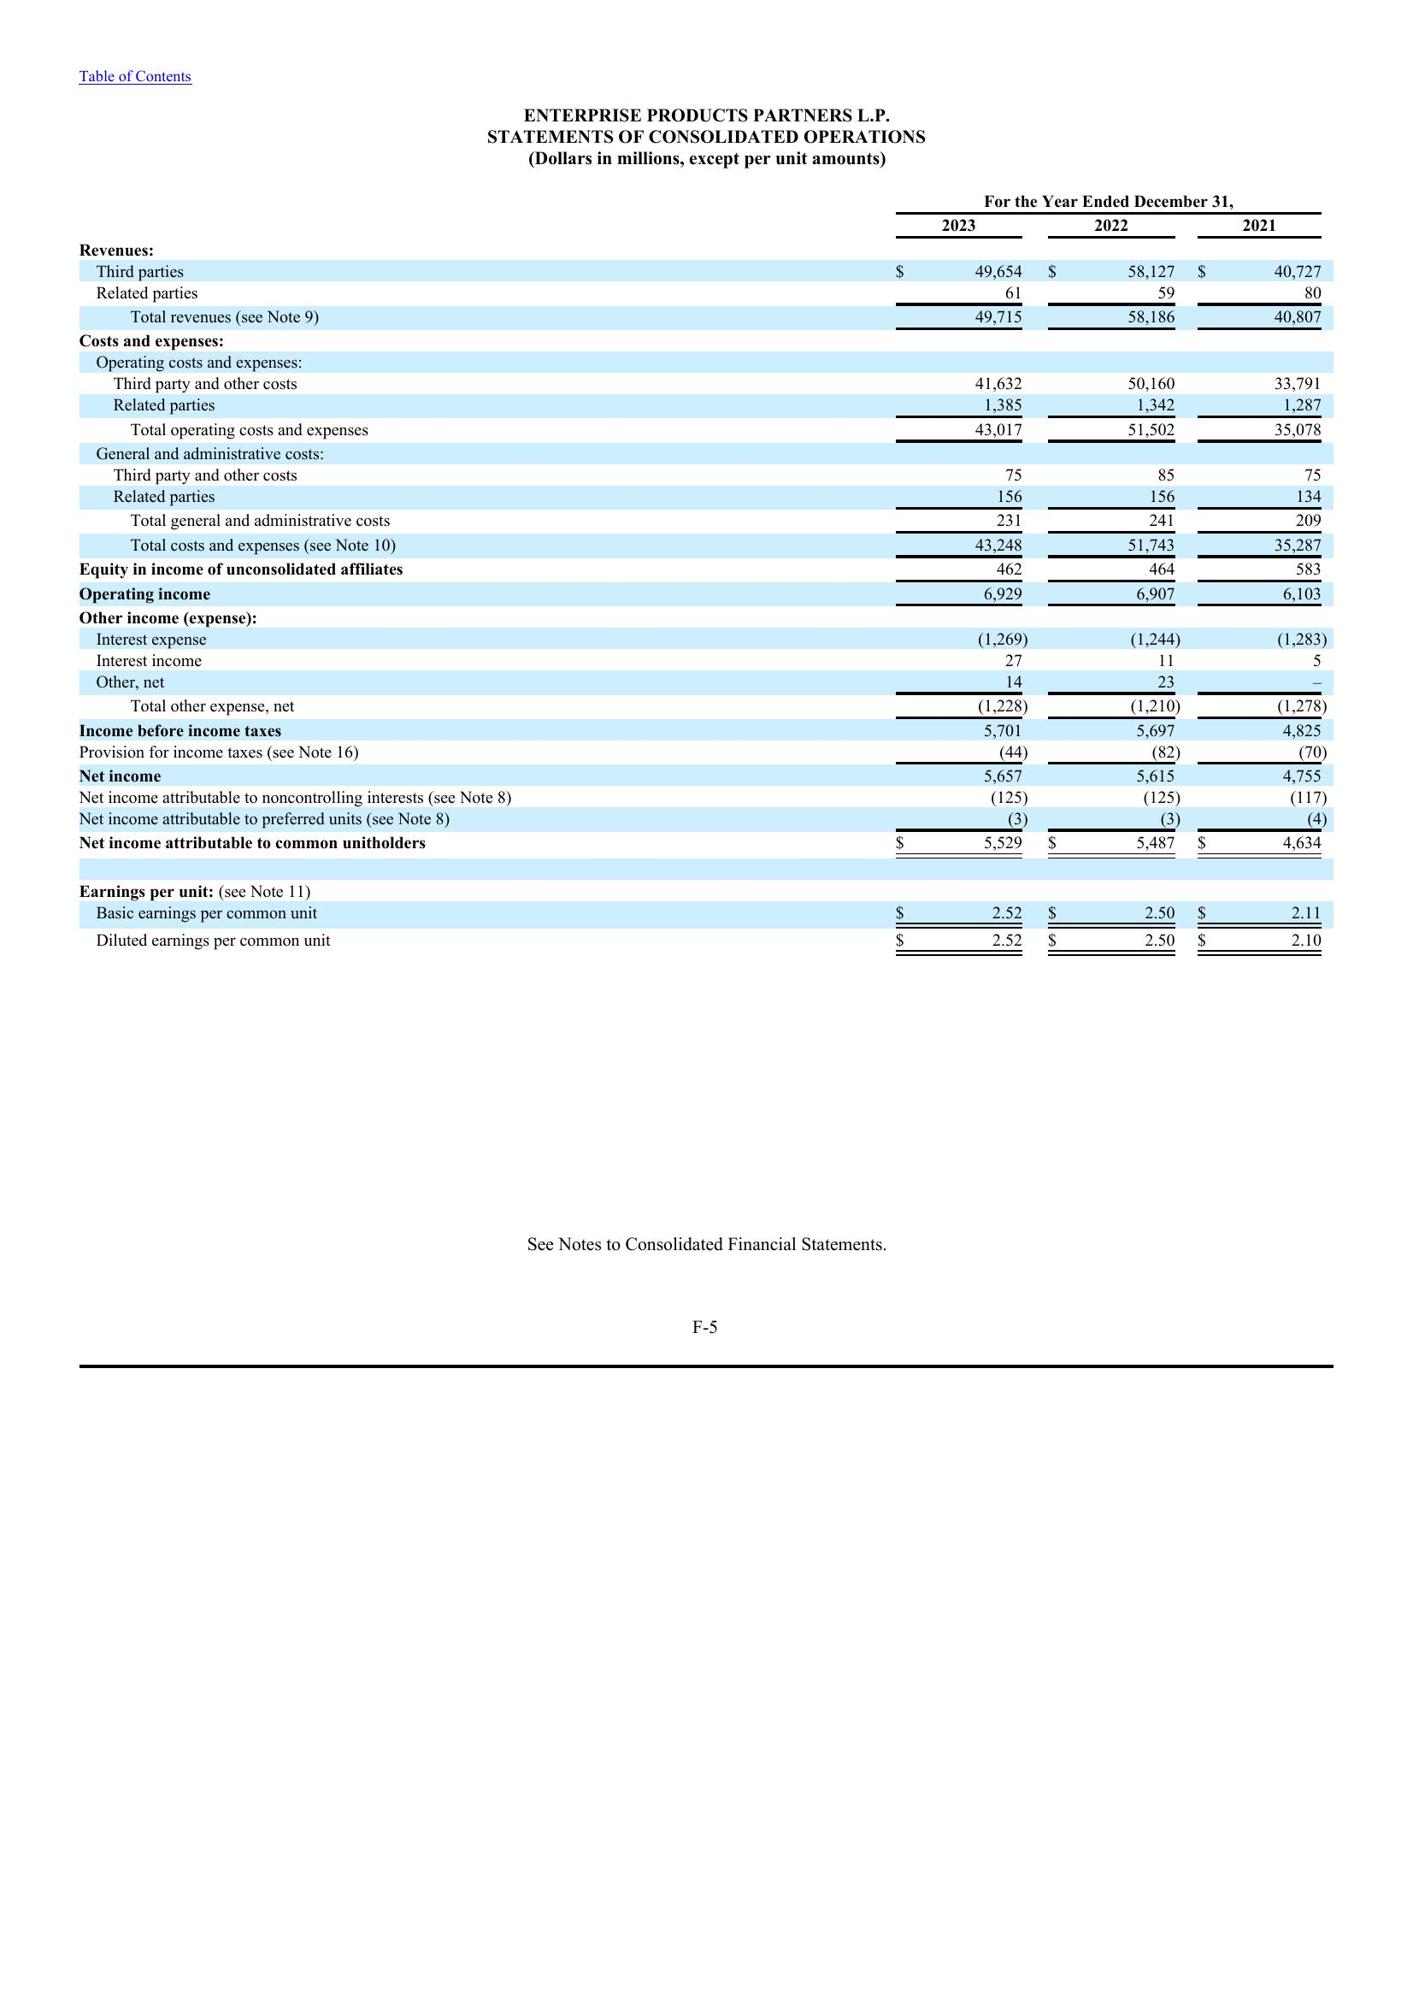 Table of Contents
ENTERPRISE PRODUCTS PARTNERS L.P.
STATEMENTS OF CONSOLIDATED OPERATIONS
(Dollars in millions, except per unit amounts)
For the Year Ended December 31,
2023 2022 2021
Revenues:
Third parties $ 49,654 $ 58,127 $ 40,727
Related parties 61 59 80
Total revenues (see Note 9) 49,715 58,186 40,807
Costs and expenses:
Operating costs and expenses:
Third party and other costs 41,632 50,160 33,791
Related parties 1,385 1,342 1,287
Total operating costs and expenses 43,017 51,502 35,078
General and administrative costs:
Third party and other costs 75 85 75
Related parties 156 156 134
Total general and administrative costs 231 241 209
Total costs and expenses (see Note 10) 43,248 51,743 35,287
Equity in income of unconsolidated affiliates 462 464 583
Operating income 6,929 6,907 6,103
Other income (expense):
Interest expense (1,269) (1,244) (1,283)
Interest income 27 11 5
Other, net 14 23 –
Total other expense, net (1,228) (1,210) (1,278)
Income before income taxes 5,701 5,697 4,825
Provision for income taxes (see Note 16) (44) (82) (70)
Net income 5,657 5,615 4,755
Net income attributable to noncontrolling interests (see Note 8) (125) (125) (117)
Net income attributable to preferred units (see Note 8) (3) (3) (4)
Net income attributable to common unitholders $ 5,529 $ 5,487 $ 4,634
Earnings per unit: (see Note 11)
Basic earnings per common unit $ 2.52 $ 2.50 $ 2.11
Diluted earnings per common unit $ 2.52 $ 2.50 $ 2.10
See Notes to Consolidated Financial Statements.
F-5